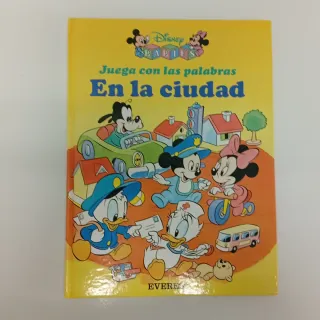 Disney
BABIES
Juega con las palabras
En la ciudad
EVEREST